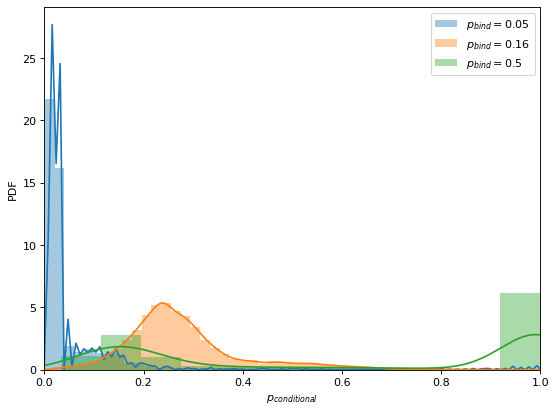 25
20
15
10
5
0
PDF
0.0 0.2 0.4 0.6 0.8 1.0
p_conditional
p_bind = 0.05
p_bind = 0.16
p_bind = 0.5